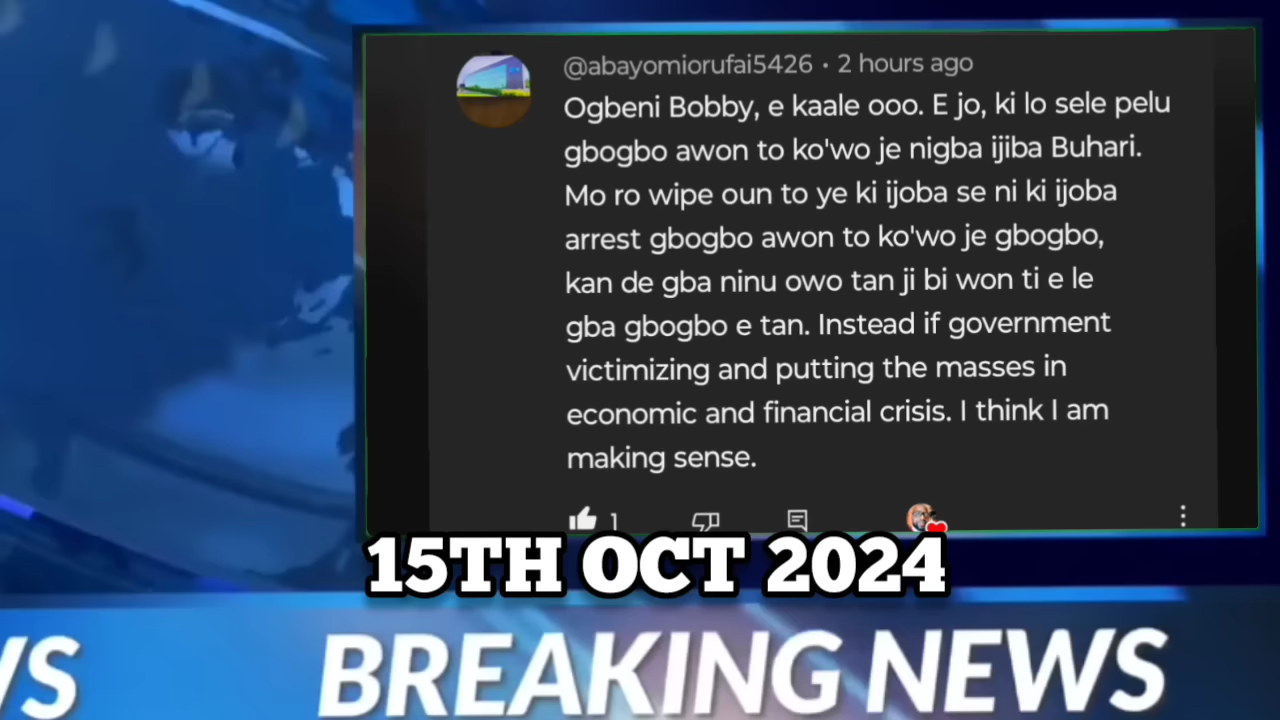 @abayomiorufai5426 • 2 hours ago
Ogbeni Bobby, e kaale ooo. E jo, ki lo sele pelu
gbogbo awon to ko'wo je nigba ijiba Buhari.
Mo ro wipe oun to ye ki ijoba se ni ki ijoba
arrest gbogbo awon to ko'wo je gbogbo,
kan de gba ninu owo tan ji bi won ti e le
gba gbogbo e tan. Instead if government
victimizing and putting the masses in
economic and financial crisis. I think I am
making sense.
1
15TH OCT 2024
WS BREAKING NEWS